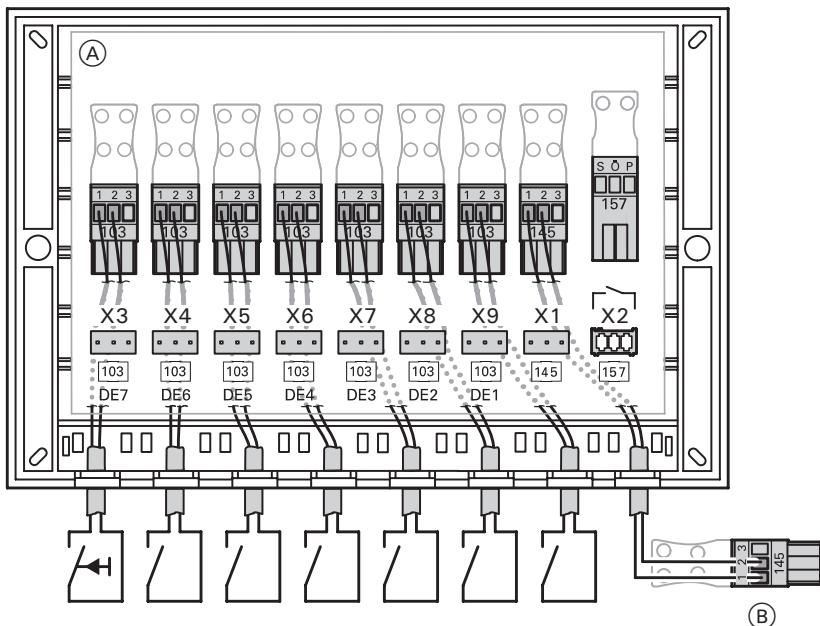 A
S Ö P
1 2 3 1 2 3 1 2 3 1 2 3 1 2 3 1 2 3 1 2 3 1 2 3
157
103 103 103 103 103 103 103 145
X3 X4 X5 X6 X7 X8 X9 X1 X2
103 103 103 103 103 103 103 145 157
DE7 DE6 DE5 DE4 DE3 DE2 DE1
1 2 3
145
B